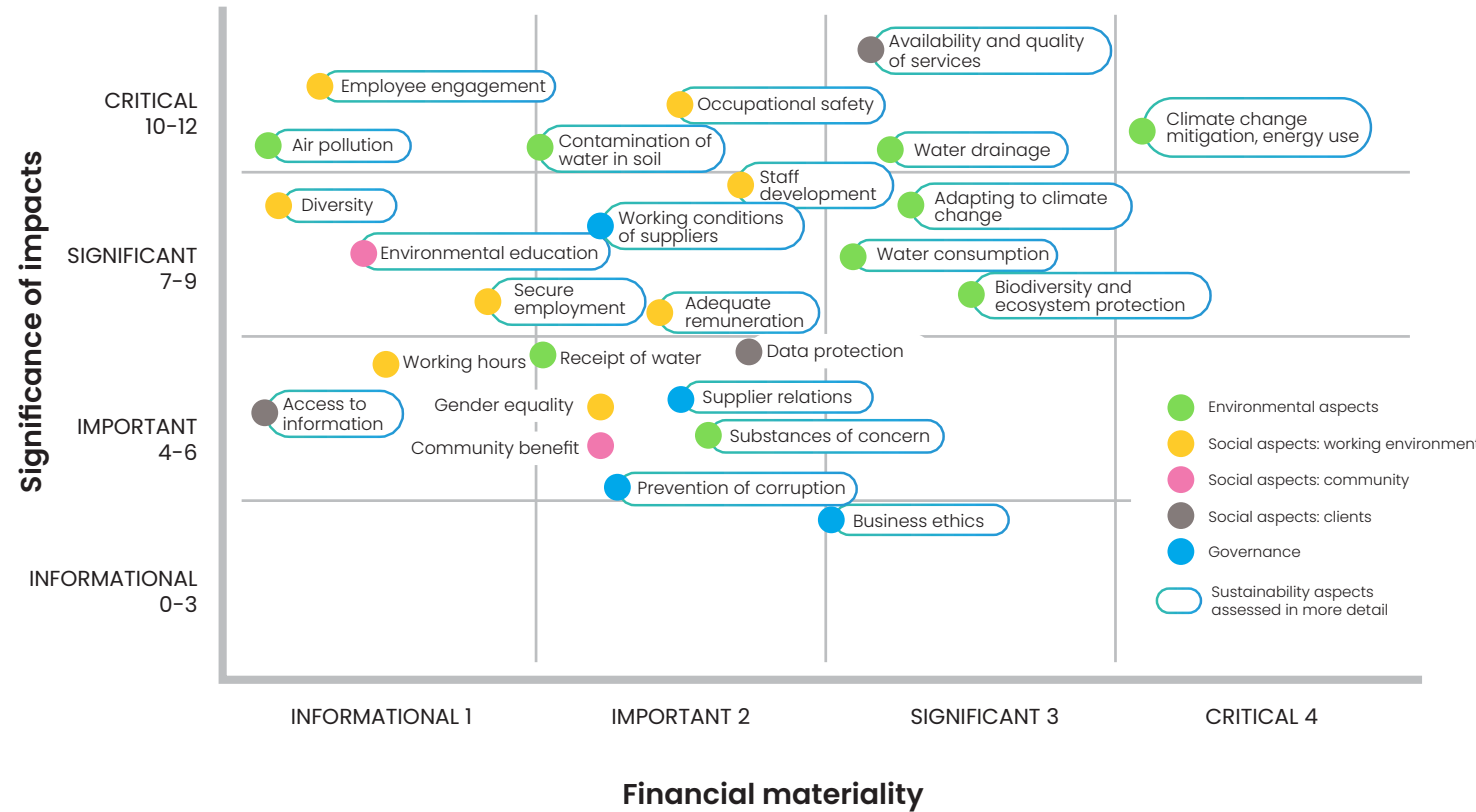 Significance of impacts
CRITICAL
10-12
SIGNIFICANT
7-9
IMPORTANT
4-6
INFORMATIONAL
0-3
Availability and quality
of services
Employee engagement
Occupational safety
Climate change
mitigation, energy use
Air pollution
Contamination of
water in soil
Water drainage
Staff
development
Diversity
Adapting to climate
change
Working conditions
of suppliers
Environmental education
Water consumption
Secure
employment
Adequate
remuneration
Biodiversity and
ecosystem protection
Working hours
Receipt of water
Data protection
Access to
information
Gender equality
Supplier relations
Community benefit
Substances of concern
Prevention of corruption
Business ethics
Environmental aspects
Social aspects: working environment
Social aspects: community
Social aspects: clients
Governance
Sustainability aspects
assessed in more detail
INFORMATIONAL 1
IMPORTANT 2
SIGNIFICANT 3
CRITICAL 4
Financial materiality